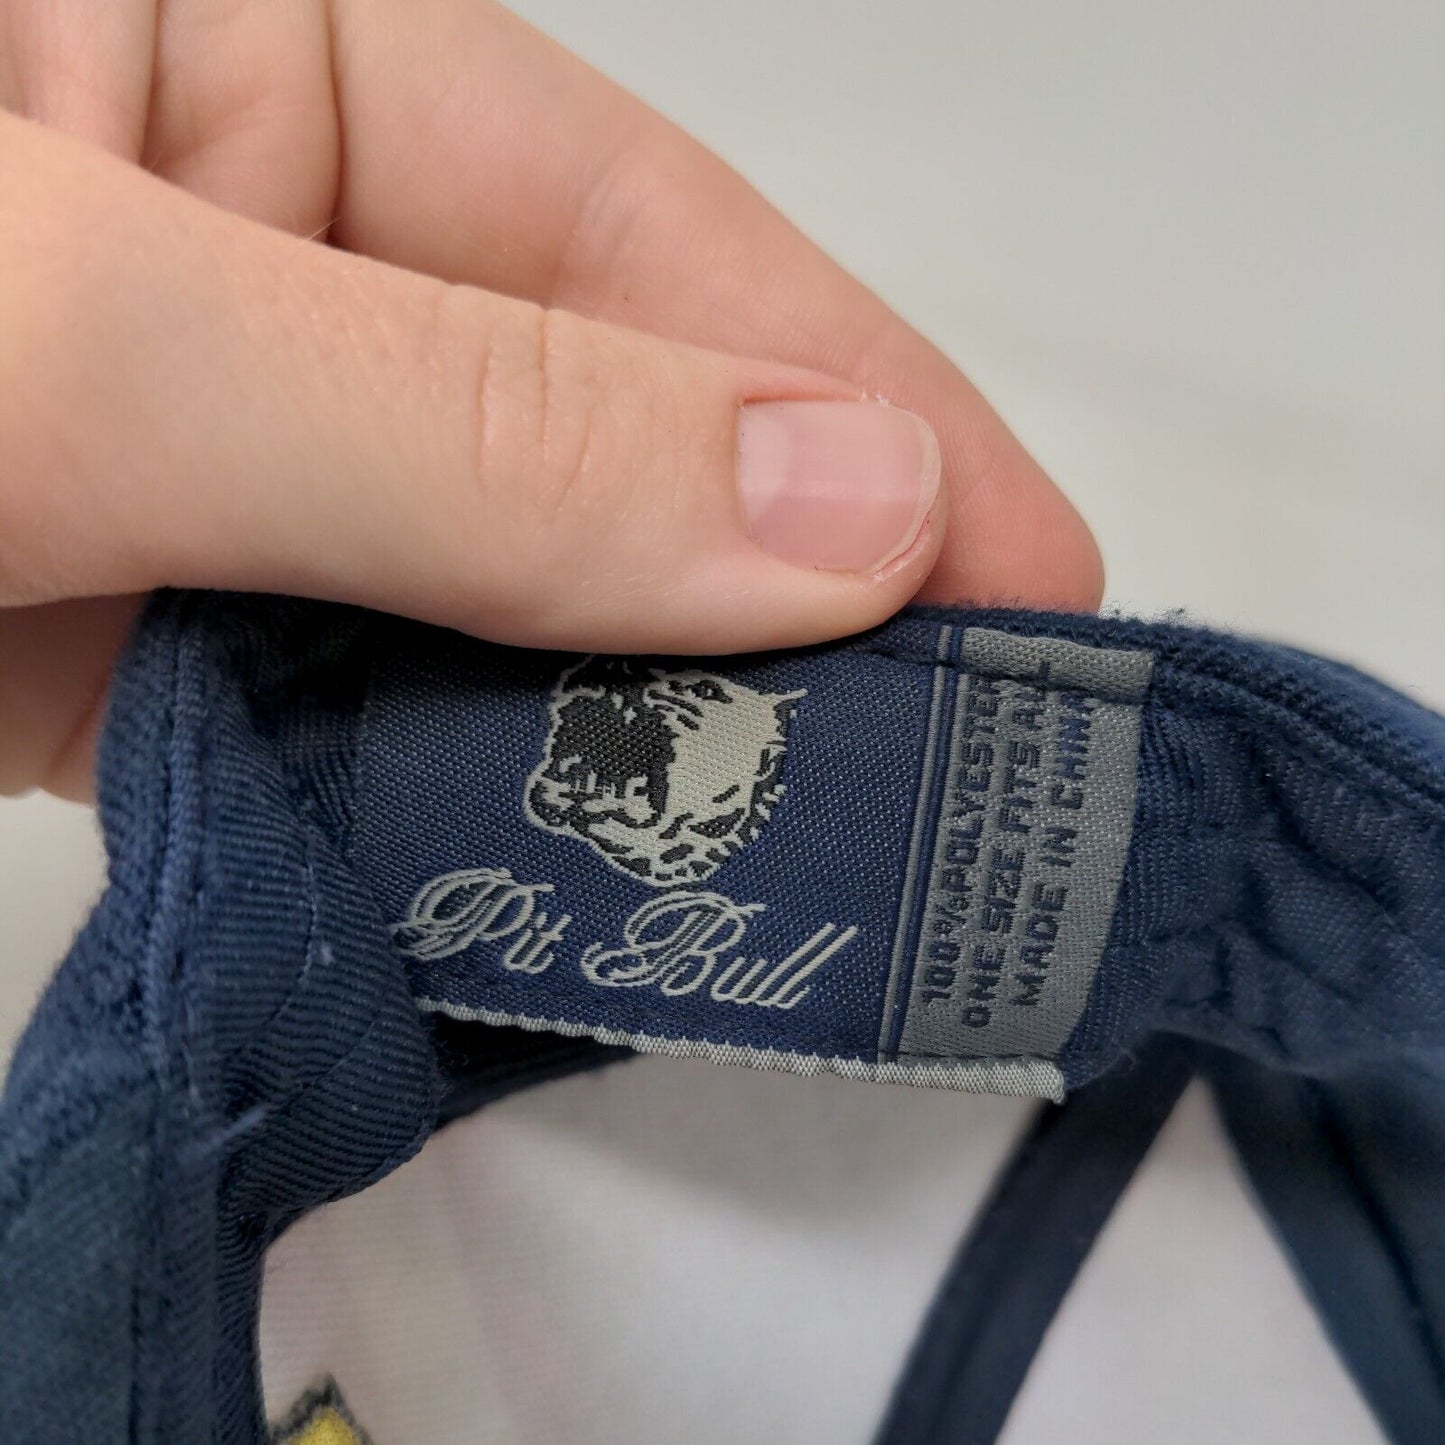 Pit Bull
100% POLYESTER
ONE SIZE FITS ALL
MADE IN CHINA